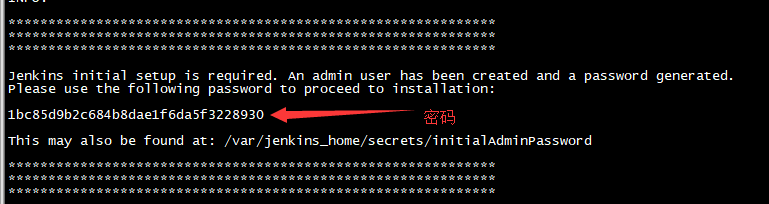 *************************************************************
*************************************************************
*************************************************************
Jenkins initial setup is required. An admin user has been created and a password generated.
Please use the following password to proceed to installation:
1bc85d9b2c684b8dae1f6da5f3228930
密码
This may also be found at: /var/jenkins_home/secrets/initialAdminPassword
*************************************************************
*************************************************************
*************************************************************